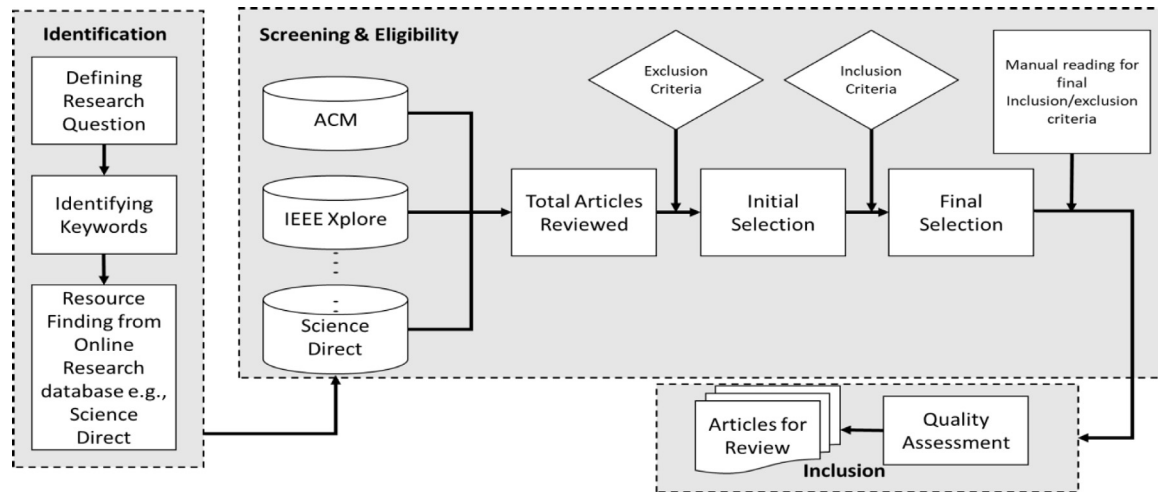 Identification
Defining
Research
Question
Identifying
Keywords
Resource
Finding from
Online
Research
database e.g.,
Science
Direct
Screening & Eligibility
ACM
IEEE Xplore
Science
Direct
Total Articles
Reviewed
Exclusion
Criteria
Initial
Selection
Inclusion
Criteria
Final
Selection
Manual reading for
final
Inclusion/exclusion
criteria
Articles for
Review
Quality
Assessment
Inclusion